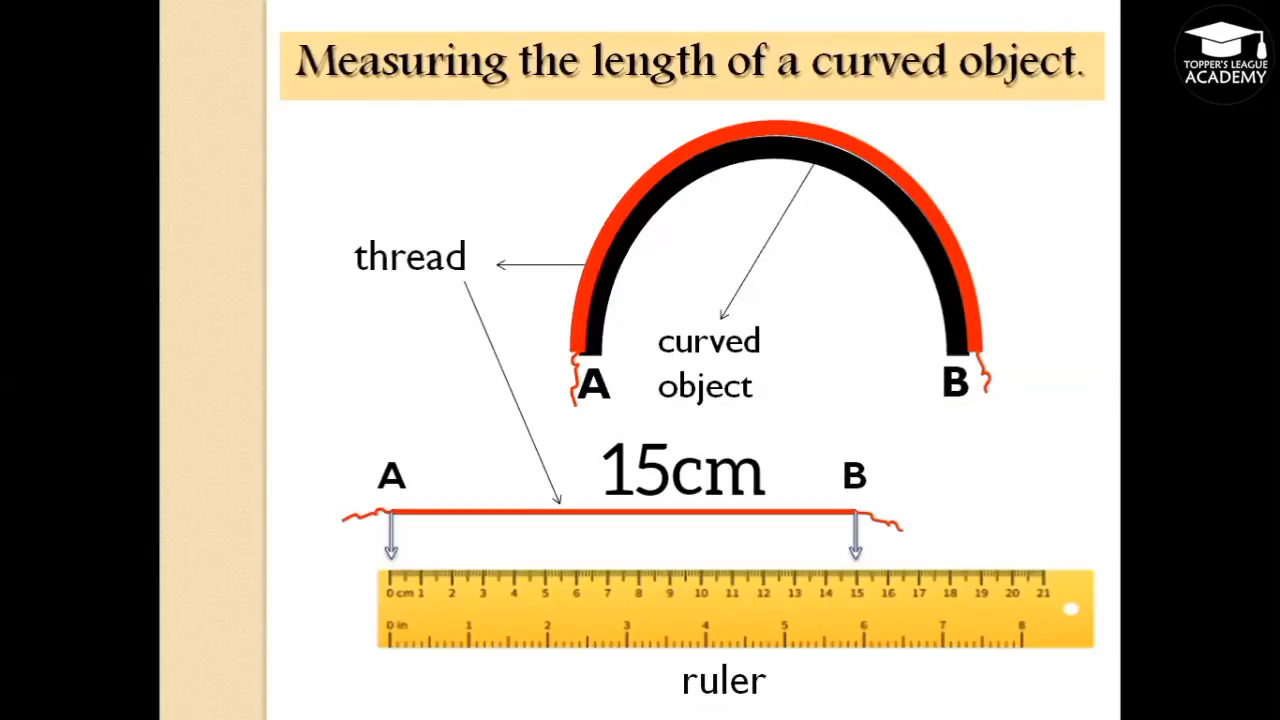 Measuring the length of a curved object.
TOPPER'S LEAGUE
ACADEMY
thread
curved
object
A
B
15cm
A
B
0 cm 1 2 3 4 5 6 7 8 9 10 11 12 13 14 15 16 17 18 19 20 21
0 in 1 2 3 4 5 6 7 8
ruler